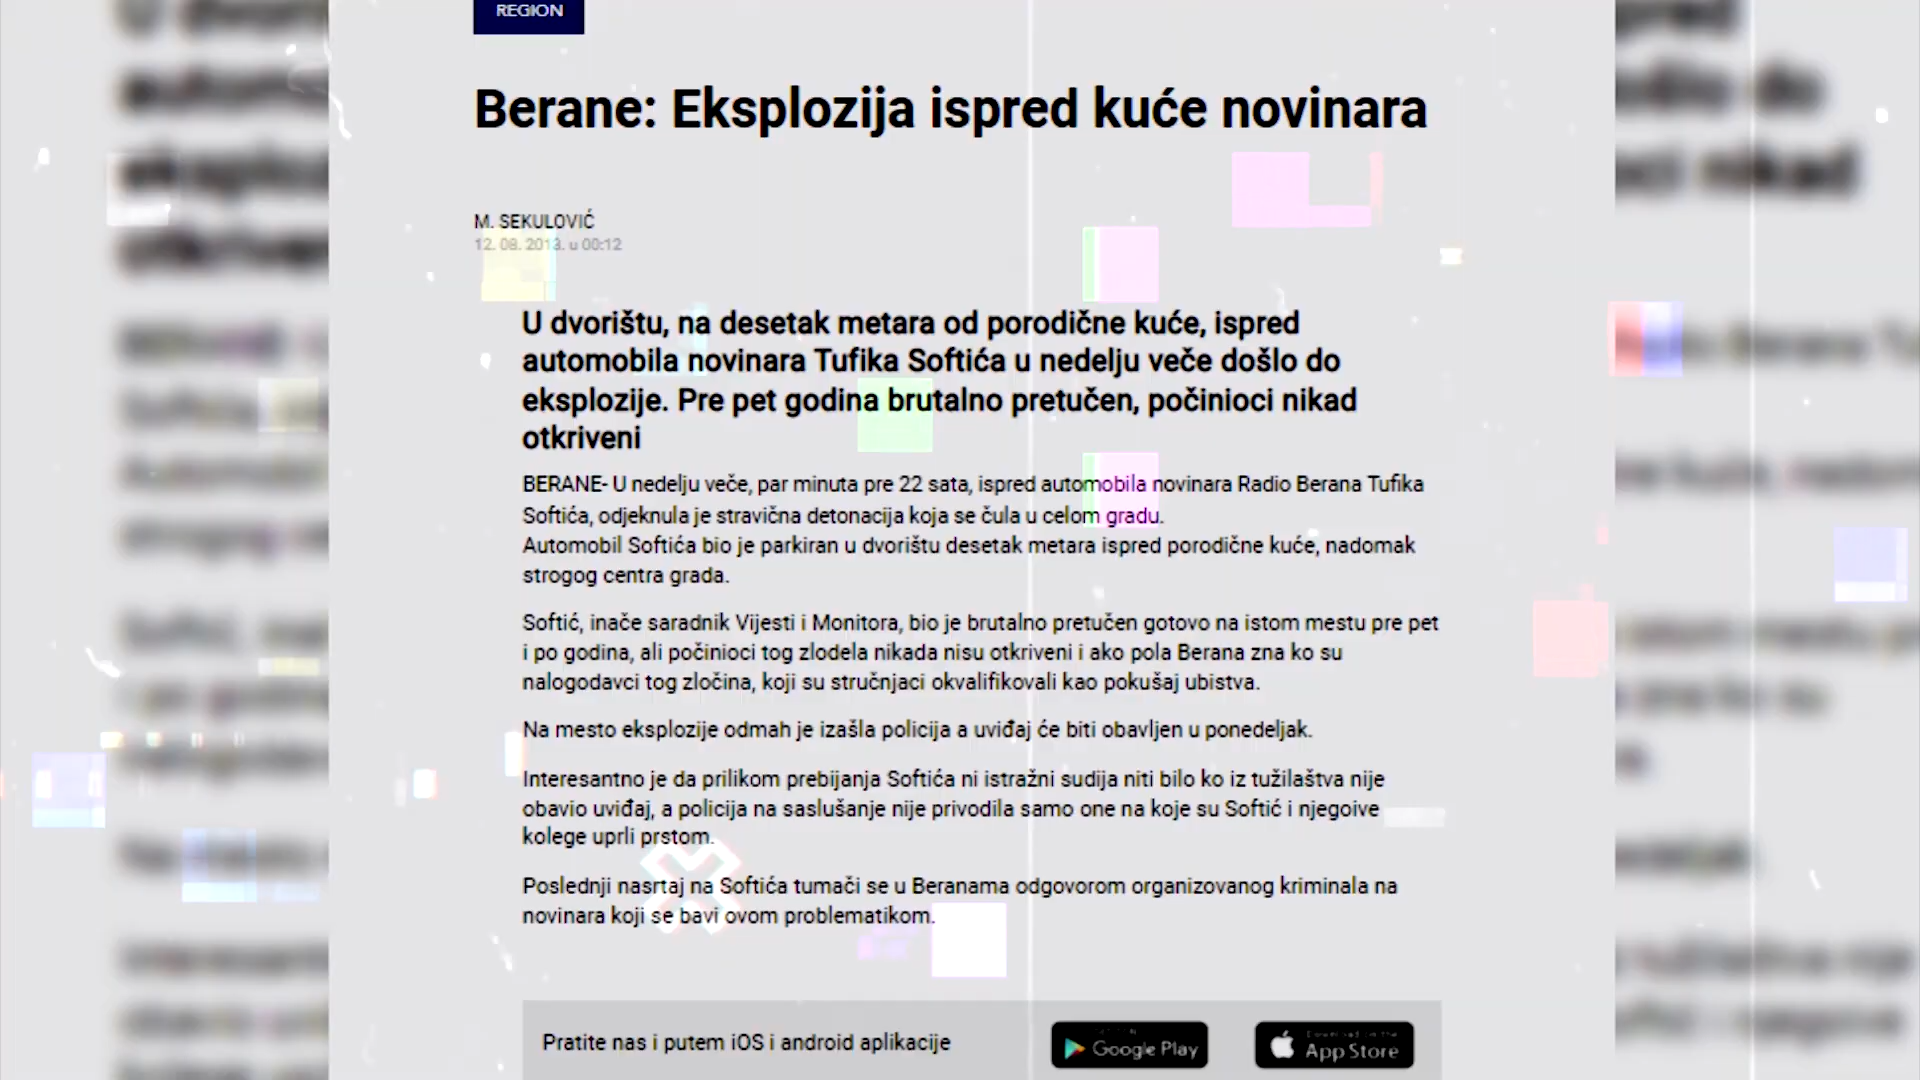 REGION
Berane: Eksplozija ispred kuće novinara
M. SEKULOVIĆ
12. 08. 2013. u 00:12
U dvorištu, na desetak metara od porodične kuće, ispred
automobila novinara Tufika Softića u nedelju veče došlo do
eksplozije. Pre pet godina brutalno pretučen, počinioci nikad
otkriveni
BERANE- U nedelju veče, par minuta pre 22 sata, ispred automobila novinara Radio Berana Tufika
Softića, odjeknula je stravična detonacija koja se čula u celom gradu.
Automobil Softića bio je parkiran u dvorištu desetak metara ispred porodične kuće, nadomak
strogog centra grada.
Softić, inače saradnik Vijesti i Monitora, bio je brutalno pretučen gotovo na istom mestu pre pet
i po godina, ali počinioci tog zlodela nikada nisu otkriveni i ako pola Berana zna ko su
nalogodavci tog zločina, koji su stručnjaci okvalifikovali kao pokušaj ubistva.
Na mesto eksplozije odmah je izašla policija a uviđaj će biti obavljen u ponedeljak.
Interesantno je da prilikom prebijanja Softića ni istražni sudija niti bilo ko iz tužilaštva nije
obavio uviđaj, a policija na saslušanje nije privodila samo one na koje su Softić i njegoive
kolege uprli prstom.
Poslednji nasrtaj na Softića tumači se u Beranama odgovorom organizovanog kriminala na
novinara koji se bavi ovom problematikom.
Pratite nas i putem iOS i android aplikacije
Google Play
Download on the
App Store